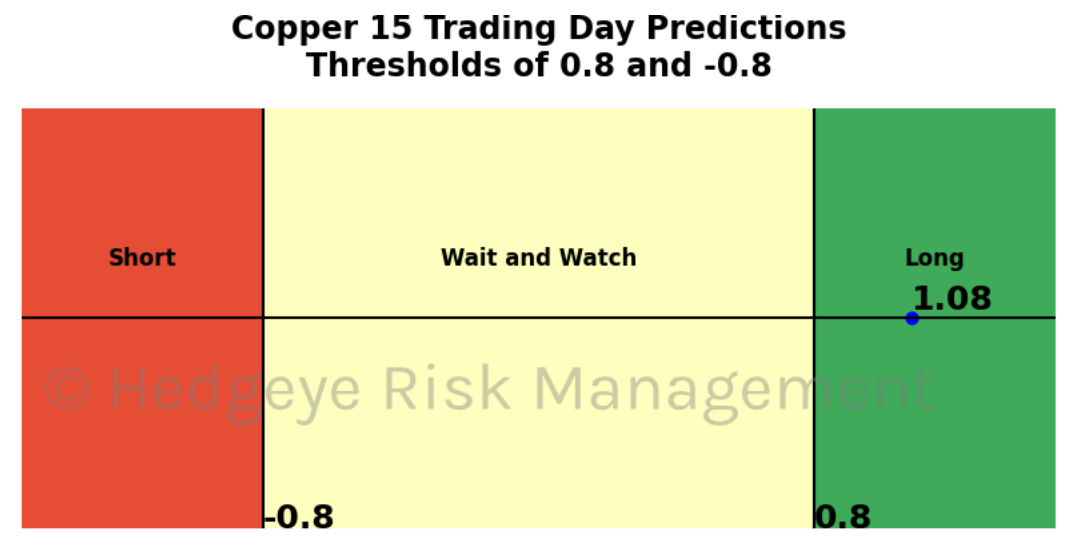 Copper 15 Trading Day Predictions
Thresholds of 0.8 and -0.8
Short
Wait and Watch
Long
1.08
© Hedgeye Risk Management
-0.8
0.8